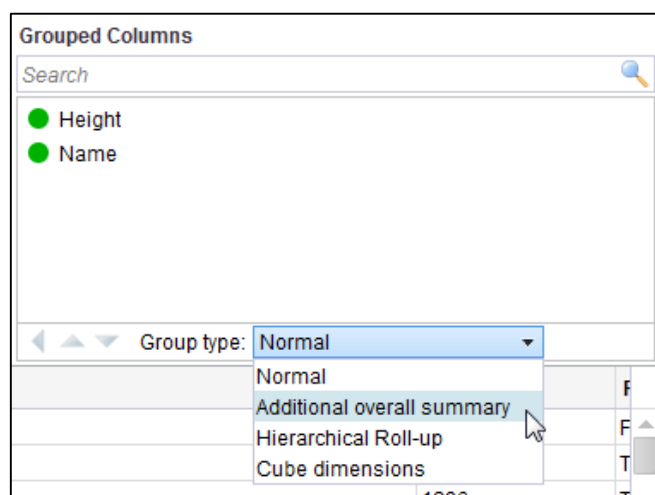 Grouped Columns
Search
Height
Name
Group type: Normal
Normal
Additional overall summary
Hierarchical Roll-up
Cube dimensions
F
T